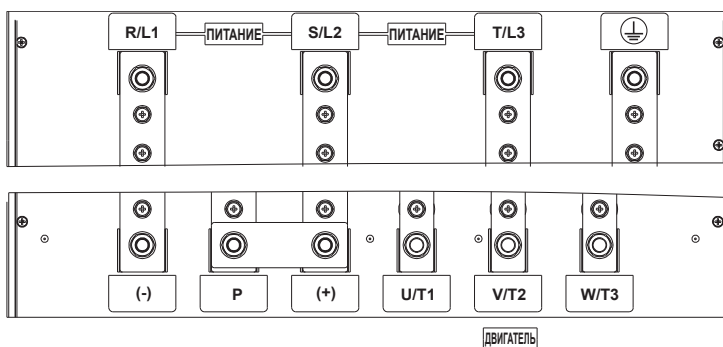 R/L1 ПИТАНИЕ S/L2 ПИТАНИЕ T/L3
(-) P (+) U/T1 V/T2 W/T3
ДВИГАТЕЛЬ